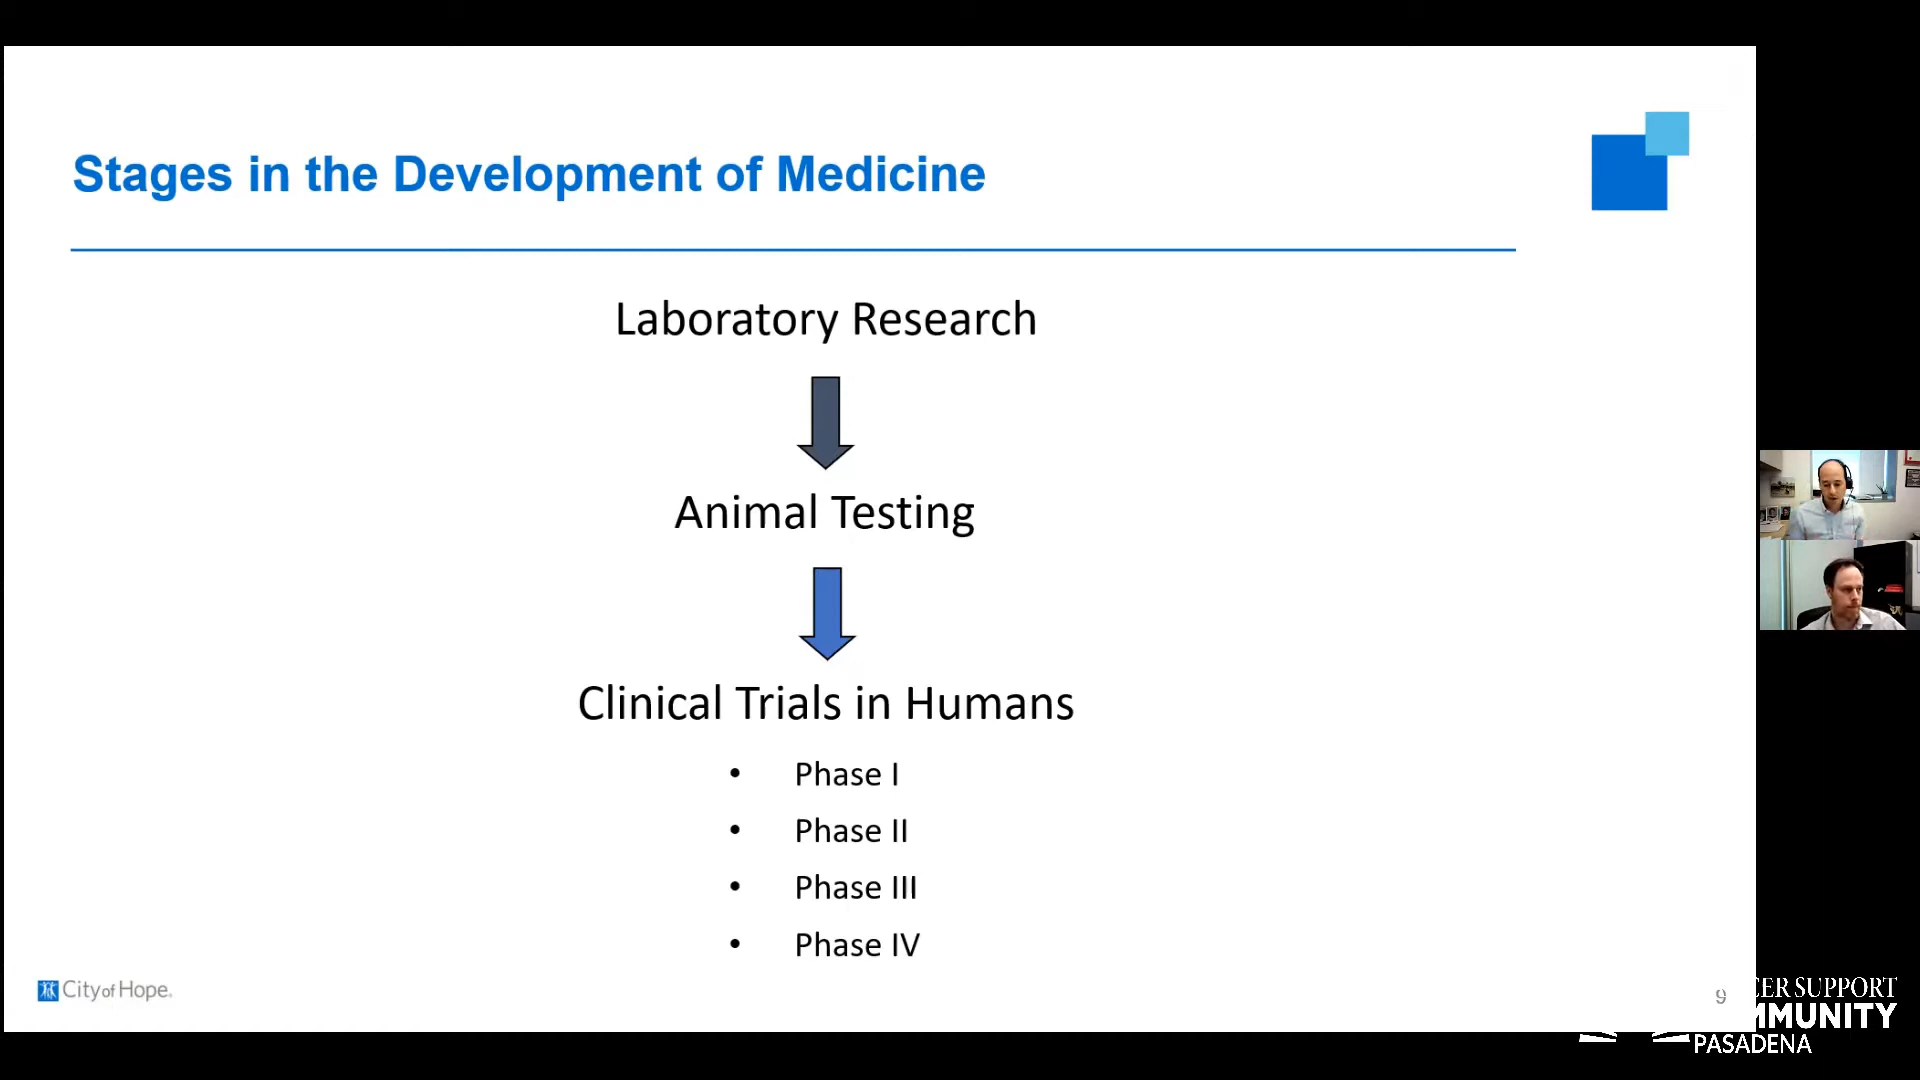 Stages in the Development of Medicine
Laboratory Research
Animal Testing
Clinical Trials in Humans
• Phase I
• Phase II
• Phase III
• Phase IV
City of Hope.
9
CER SUPPORT
MMUNITY
PASADENA